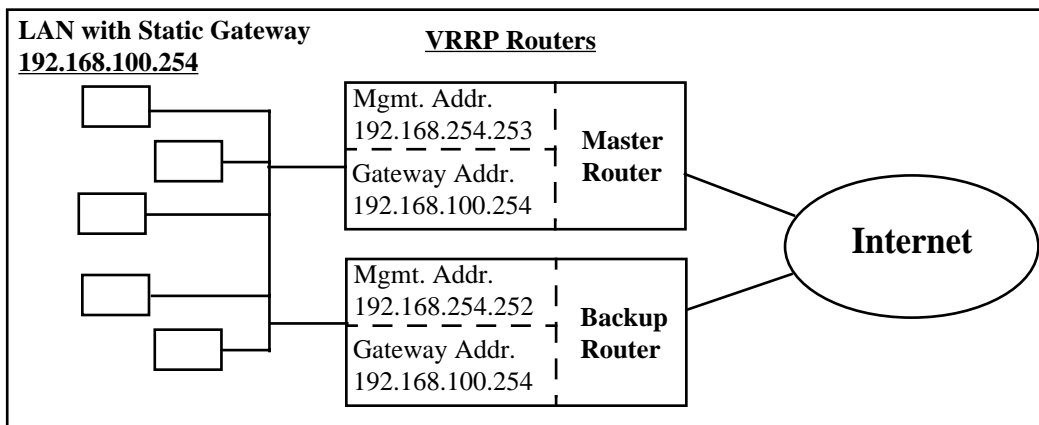 LAN with Static Gateway
192.168.100.254
VRRP Routers
Mgmt. Addr.
192.168.254.253
Gateway Addr.
192.168.100.254
Master
Router
Mgmt. Addr.
192.168.254.252
Gateway Addr.
192.168.100.254
Backup
Router
Internet